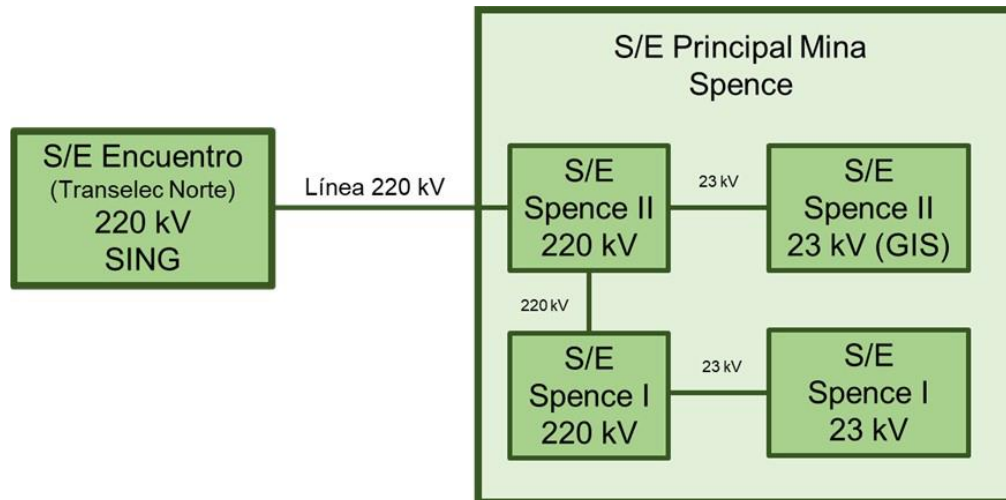 S/E Principal Mina
Spence
S/E Encuentro
(Transelec Norte)
220 kV
SING
Línea 220 kV
S/E
Spence II
220 kV
23 kV
S/E
Spence II
23 kV (GIS)
220 kV
S/E
Spence I
220 kV
23 kV
S/E
Spence I
23 kV